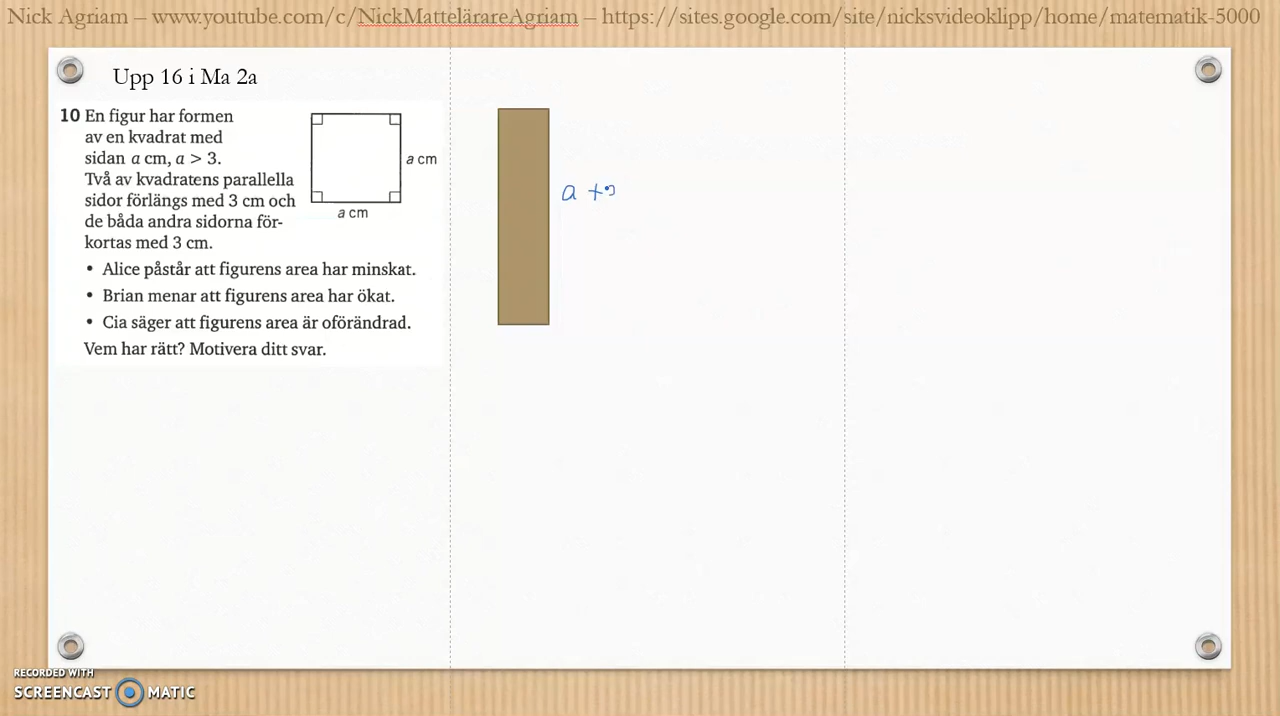 Nick Agriam – www.youtube.com/c/NickMattelärareAgriam – https://sites.google.com/site/nicksvideoklipp/home/matematik-5000
Upp 16 i Ma 2a
10 En figur har formen
av en kvadrat med
sidan a cm, a > 3.
Två av kvadratens parallella
sidor förlängs med 3 cm och
de båda andra sidorna för-
kortas med 3 cm.
a cm
a cm
• Alice påstår att figurens area har minskat.
• Brian menar att figurens area har ökat.
• Cia säger att figurens area är oförändrad.
Vem har rätt? Motivera ditt svar.
a +
RECORDED WITH
SCREENCAST MATIC